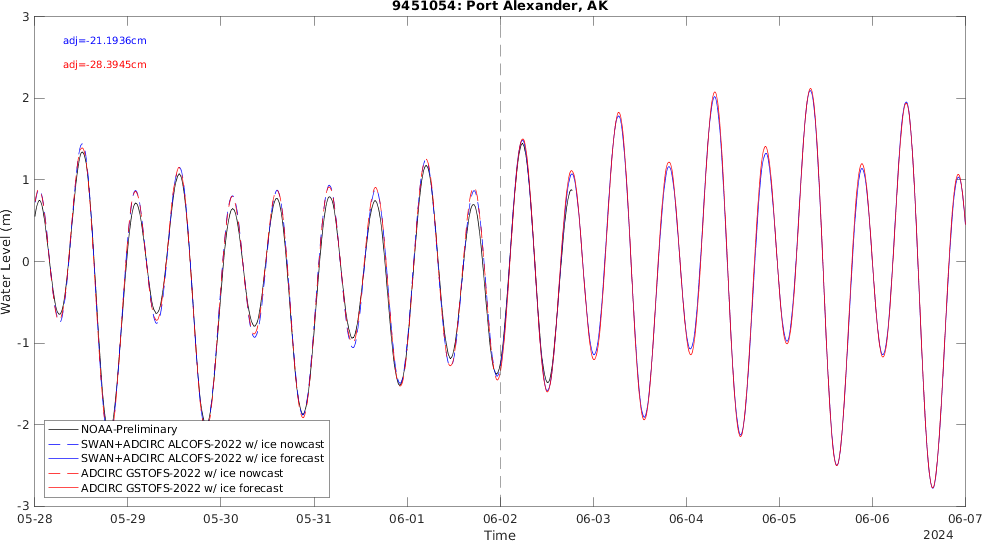 9451054: Port Alexander, AK
adj=-21.1936cm
adj=-28.3945cm
Water Level (m)
3
2
1
0
-1
-2
-3
NOAA-Preliminary
SWAN+ADCIRC ALCOFS-2022 w/ ice nowcast
SWAN+ADCIRC ALCOFS-2022 w/ ice forecast
ADCIRC GSTOFS-2022 w/ ice nowcast
ADCIRC GSTOFS-2022 w/ ice forecast
05-28 05-29 05-30 05-31 06-01 06-02 06-03 06-04 06-05 06-06 06-07
Time
2024